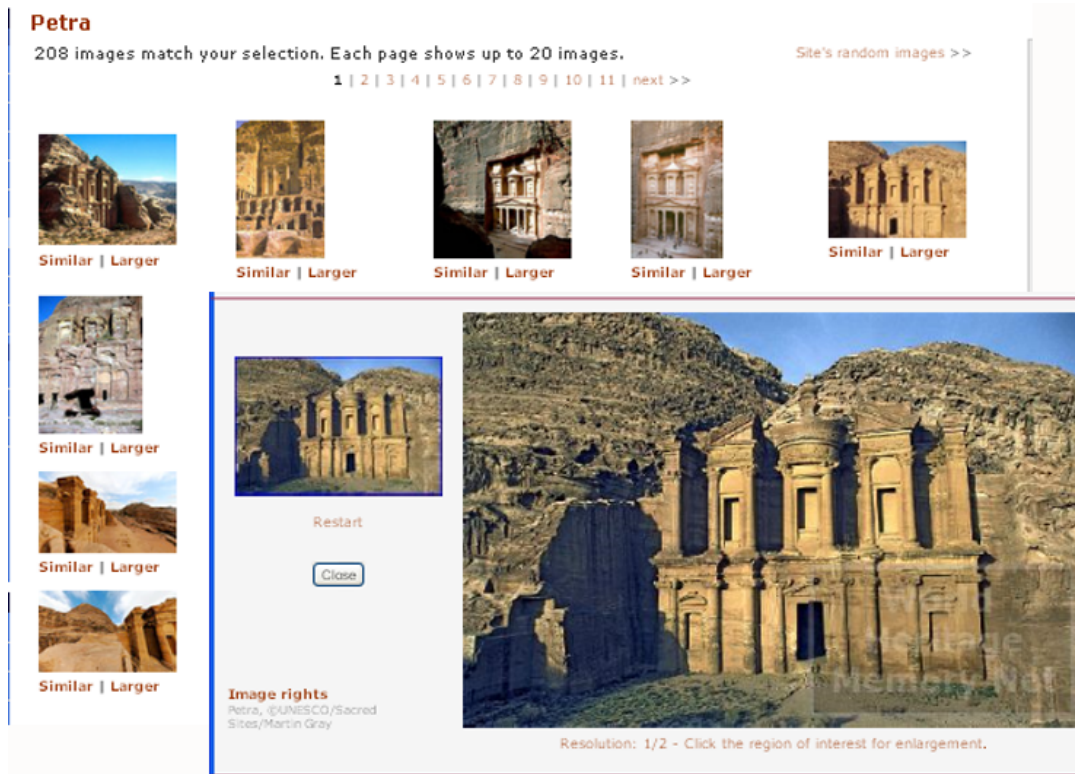 Petra
208 images match your selection. Each page shows up to 20 images.
Site's random images >>
1 | 2 | 3 | 4 | 5 | 6 | 7 | 8 | 9 | 10 | 11 | next >>
Similar | Larger
Similar | Larger
Similar | Larger
Similar | Larger
Similar | Larger
Similar | Larger
Similar | Larger
Similar | Larger
Restart
Close
Image rights
Petra, ©UNESCO/Sacred
Sites/Martin Gray
World
Heritage
Memory Net
Resolution: 1/2 - Click the region of interest for enlargement.